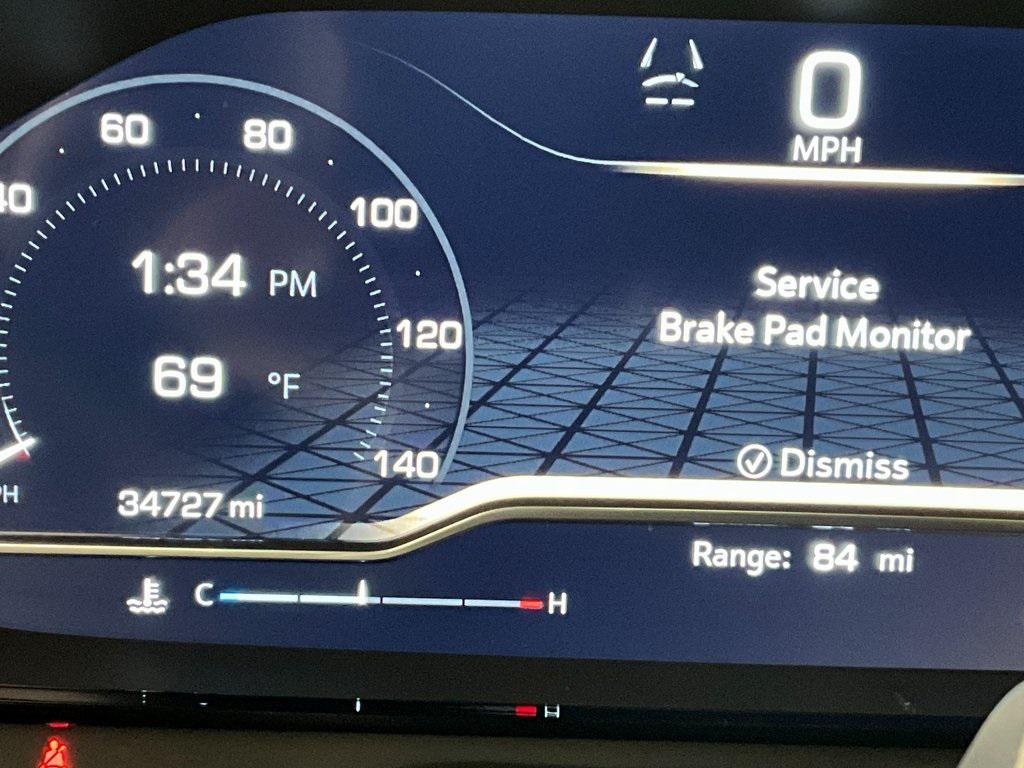 0
MPH
60
80
40
100
1:34 PM
120
69 °F
140
PH
34727 mi
Service
Brake Pad Monitor
Dismiss
Range: 84 mi
C H
H